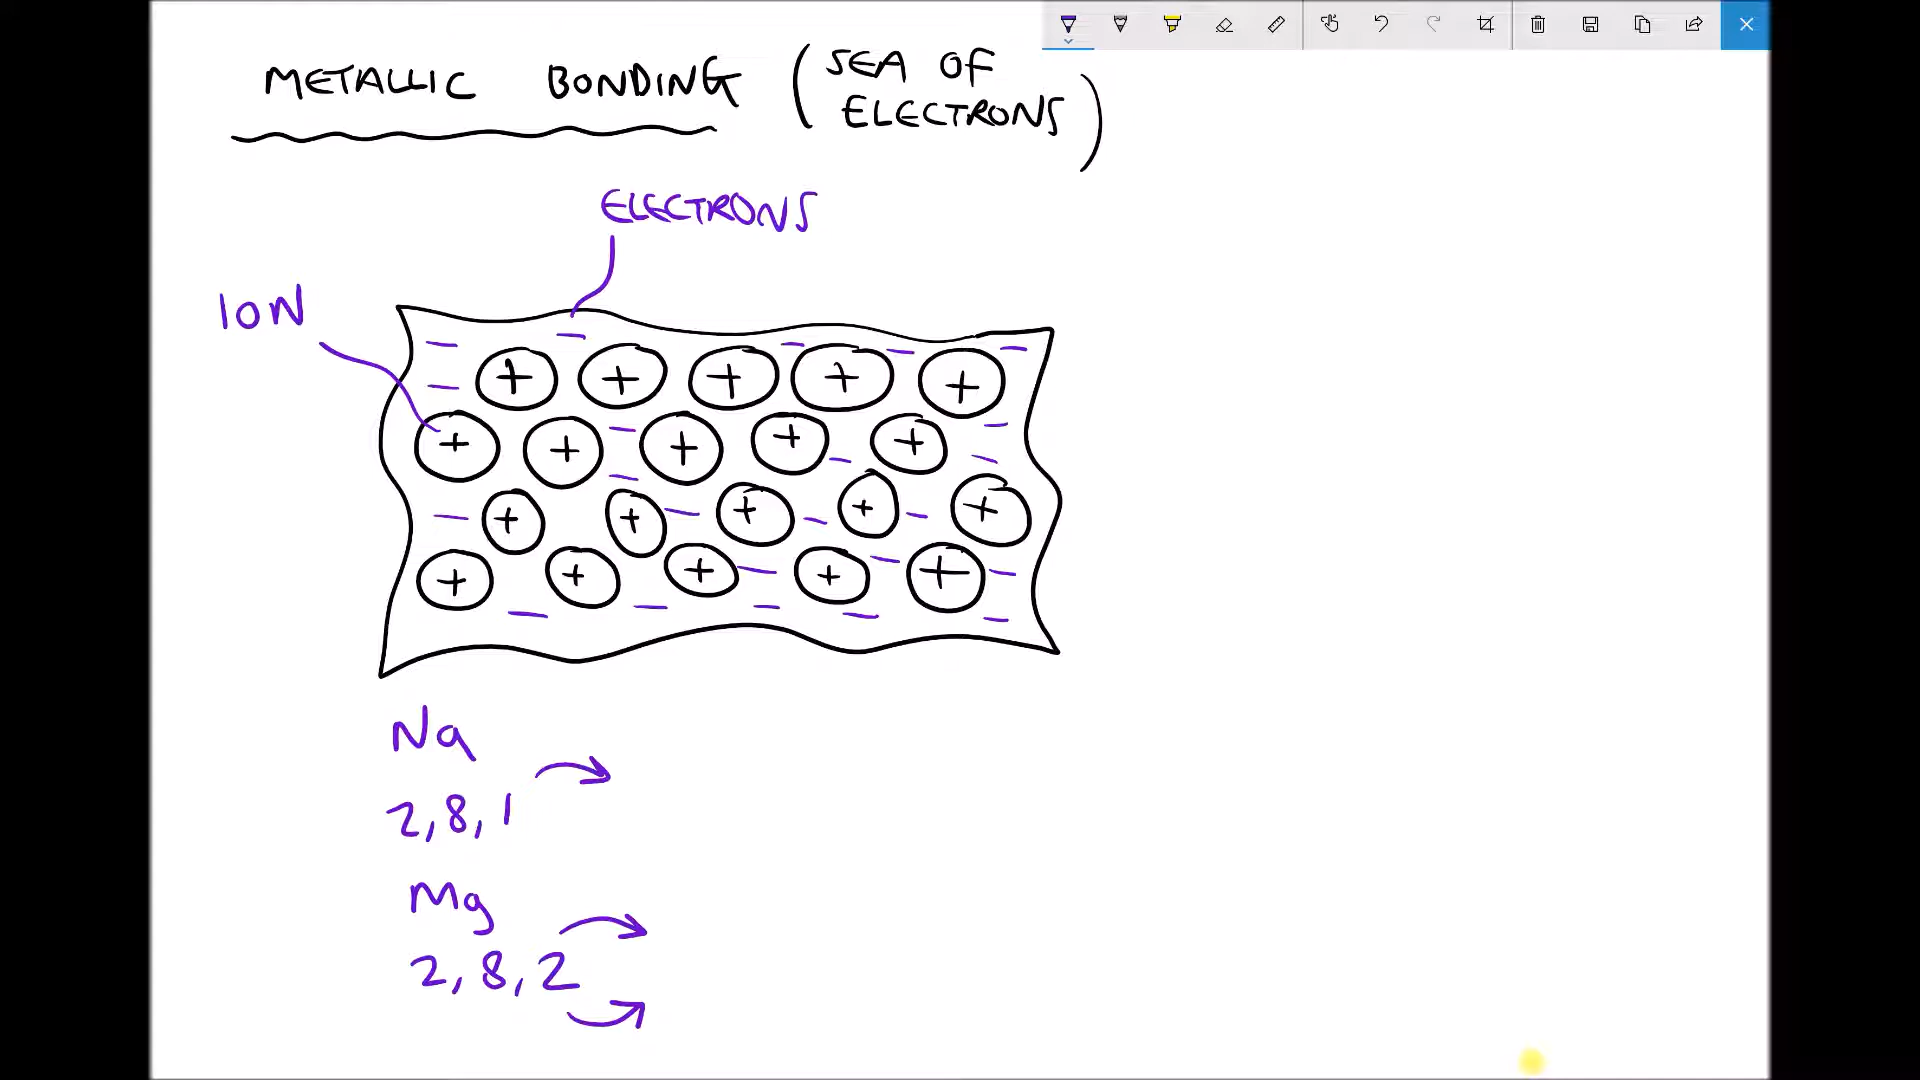 METALLIC BONDING (SEA OF
ELECTRONS)
ELECTRONS
ION
+ + + + +
+ + + + +
+ + + + +
+ + + + +
Na
2,8,1
Mg
2,8,2